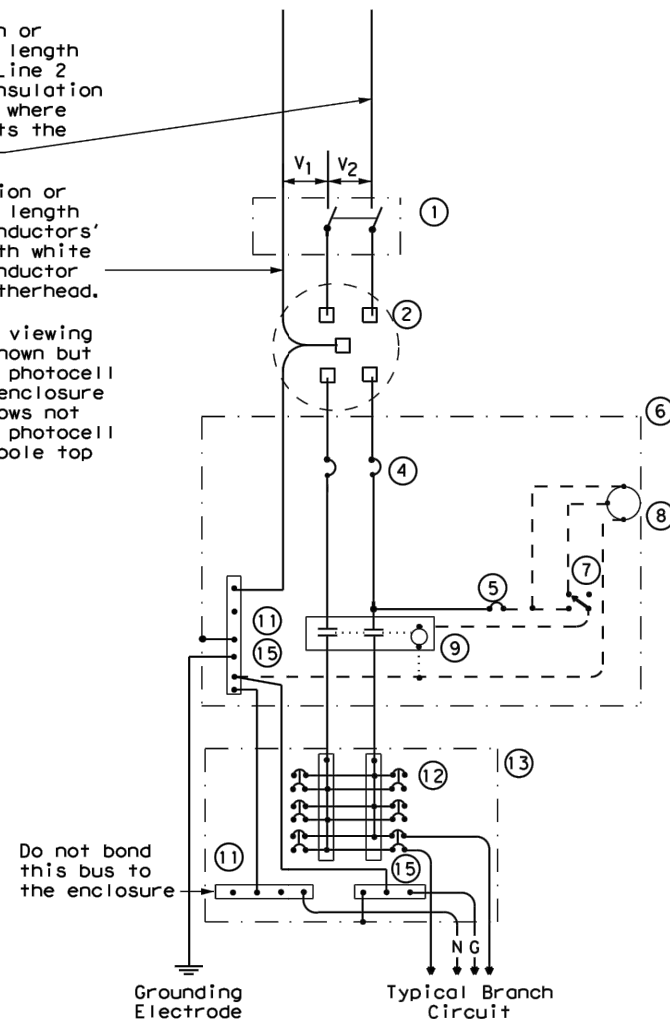 or
length
Line 2
nsulation
where
ts the
V1
V2
ion or
length
nductors'
th white
nductor
therhead.
viewing
nown but
photocell
enclosure
ows not
photocell
pole top
1
2
6
4
8
7
5
11
9
15
13
12
11
15
Do not bond
this bus to
the enclosure
N G
Grounding
Electrode
Typical Branch
Circuit